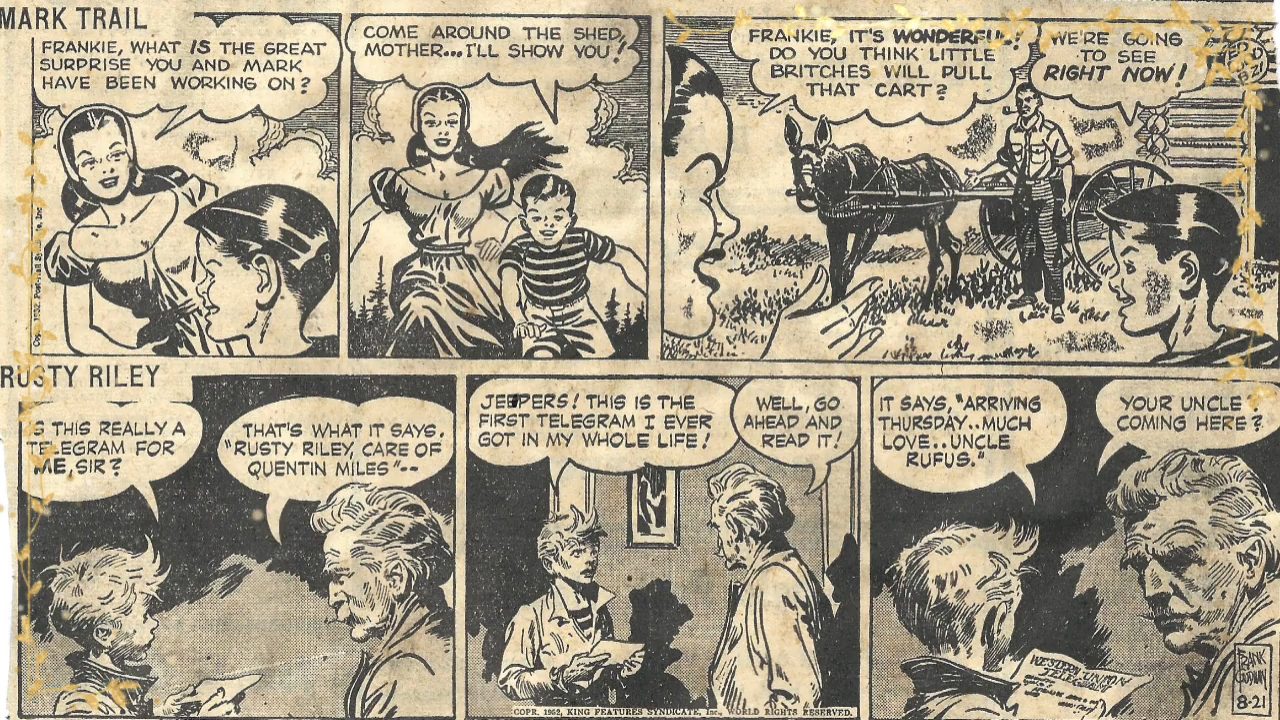 MARK TRAIL
FRANKIE, WHAT IS THE GREAT
SURPRISE YOU AND MARK
HAVE BEEN WORKING ON?
COME AROUND THE SHED,
MOTHER...I'LL SHOW YOU!
FRANKIE, IT'S WONDERFUL!
DO YOU THINK LITTLE
BRITCHES WILL PULL
THAT CART?
WE'RE GOING
TO SEE
RIGHT NOW!
RUSTY RILEY
THIS REALLY A
TELEGRAM FOR
ME, SIR?
THAT'S WHAT IT SAYS.
"RUSTY RILEY, CARE OF
QUENTIN MILES"--
JEEPERS! THIS IS THE
FIRST TELEGRAM I EVER
GOT IN MY WHOLE LIFE!
WELL, GO
AHEAD AND
READ IT!
COPR. 1952, KING FEATURES SYNDICATE, Inc., WORLD RIGHTS RESERVED.
IT SAYS, "ARRIVING
THURSDAY..MUCH
LOVE..UNCLE
RUFUS."
YOUR UNCLE
COMING HERE?
WESTERN UNION
TELEGRAM
FRANK
GODWIN
8-21